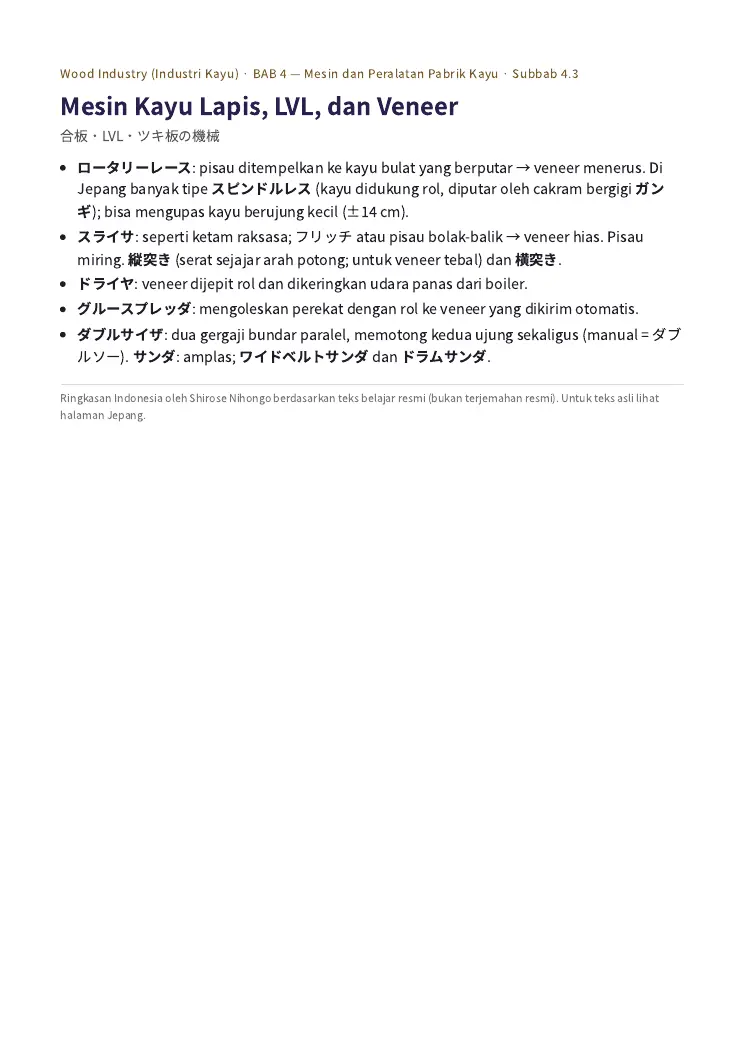 Wood Industry (Industri Kayu) · BAB 4 — Mesin dan Peralatan Pabrik Kayu · Subbab 4.3
Mesin Kayu Lapis, LVL, dan Veneer
合板・LVL・ツキ板の機械
• ロータリーレース: pisau ditempelkan ke kayu bulat yang berputar → veneer menerus. Di
Jepang banyak tipe スピンドルレス (kayu didukung rol, diputar oleh cakram bergigi ガン
ギ); bisa mengupas kayu berujung kecil (±14 cm).
• スライサ: seperti ketam raksasa; フリッチ atau pisau bolak-balik → veneer hias. Pisau
miring. 縦突き (serat sejajar arah potong; untuk veneer tebal) dan 横突き.
• ドライヤ: veneer dijepit rol dan dikeringkan udara panas dari boiler.
• グルースプレッダ: mengoleskan perekat dengan rol ke veneer yang dikirim otomatis.
• ダブルサイザ: dua gergaji bundar paralel, memotong kedua ujung sekaligus (manual = ダブ
ルソー). サンダ: amplas; ワイドベルトサンダ dan ドラムサンダ.
Ringkasan Indonesia oleh Shirose Nihongo berdasarkan teks belajar resmi (bukan terjemahan resmi). Untuk teks asli lihat
halaman Jepang.